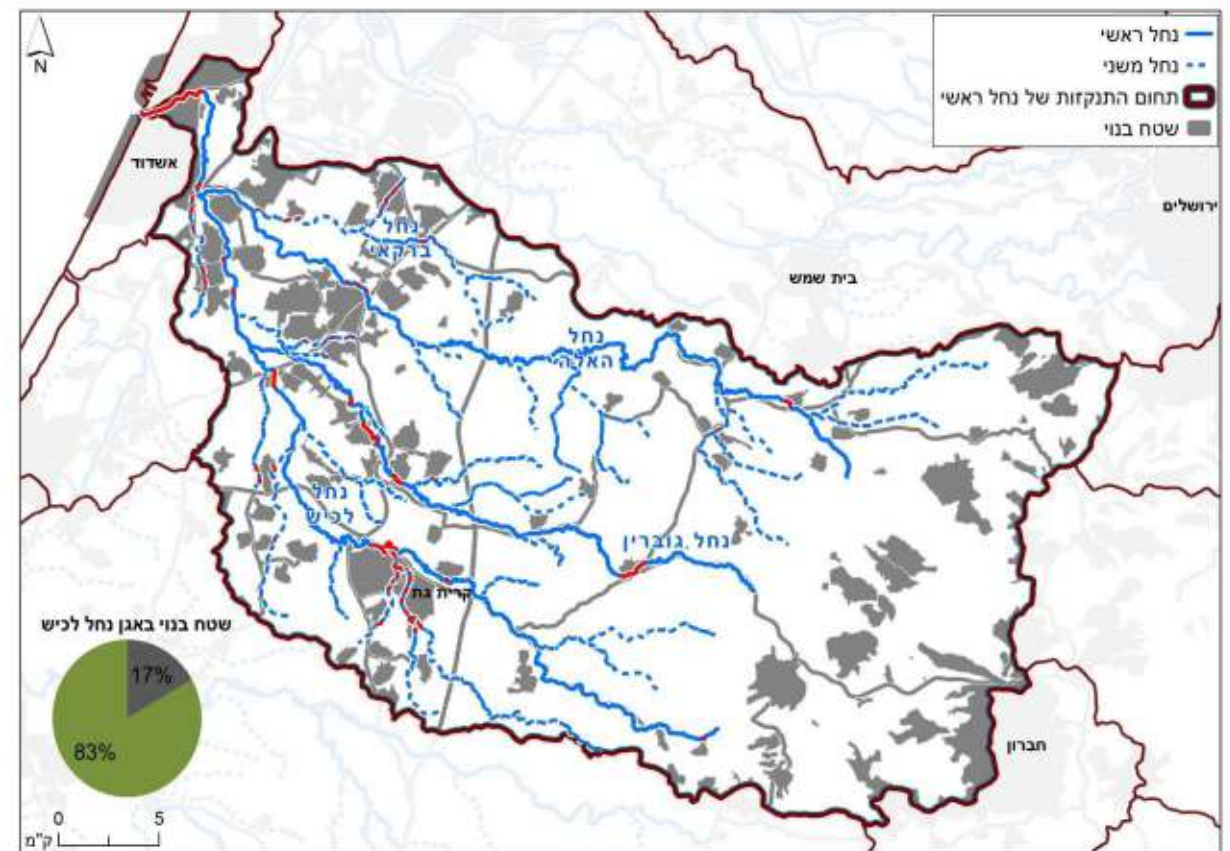 נחל ראשי
נחל משני
תחום התנקזות של נחל ראשי
שטח בנוי
N
אשדוד
ירושלים
בית שמש
נחל
ברקאי
נחל
האלה
נחל
לכיש
נחל גוברין
קרית גת
חברון
שטח בנוי באגן נחל לכיש
17%
83%
0 5
ק"מ